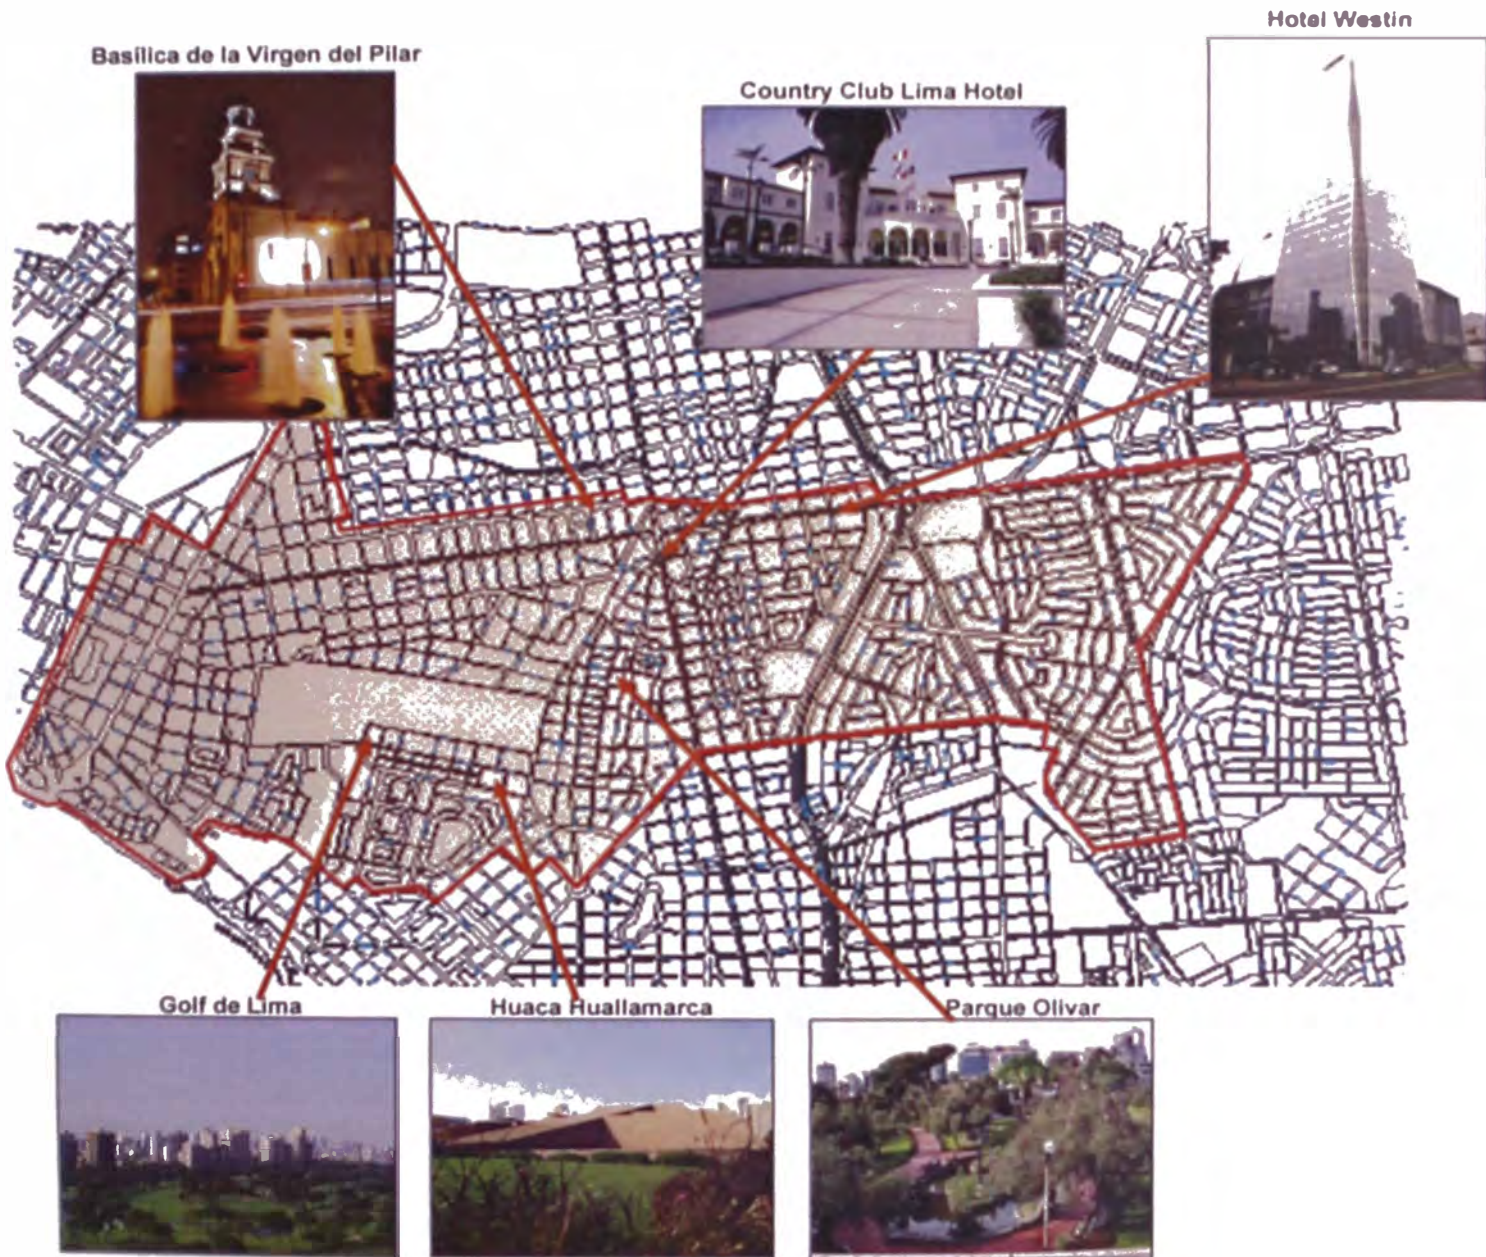 Hotel Westin
Basílica de la Virgen del Pilar
Country Club Lima Hotel
Golf de Lima
Huaca Huallamarca
Parque Olivar